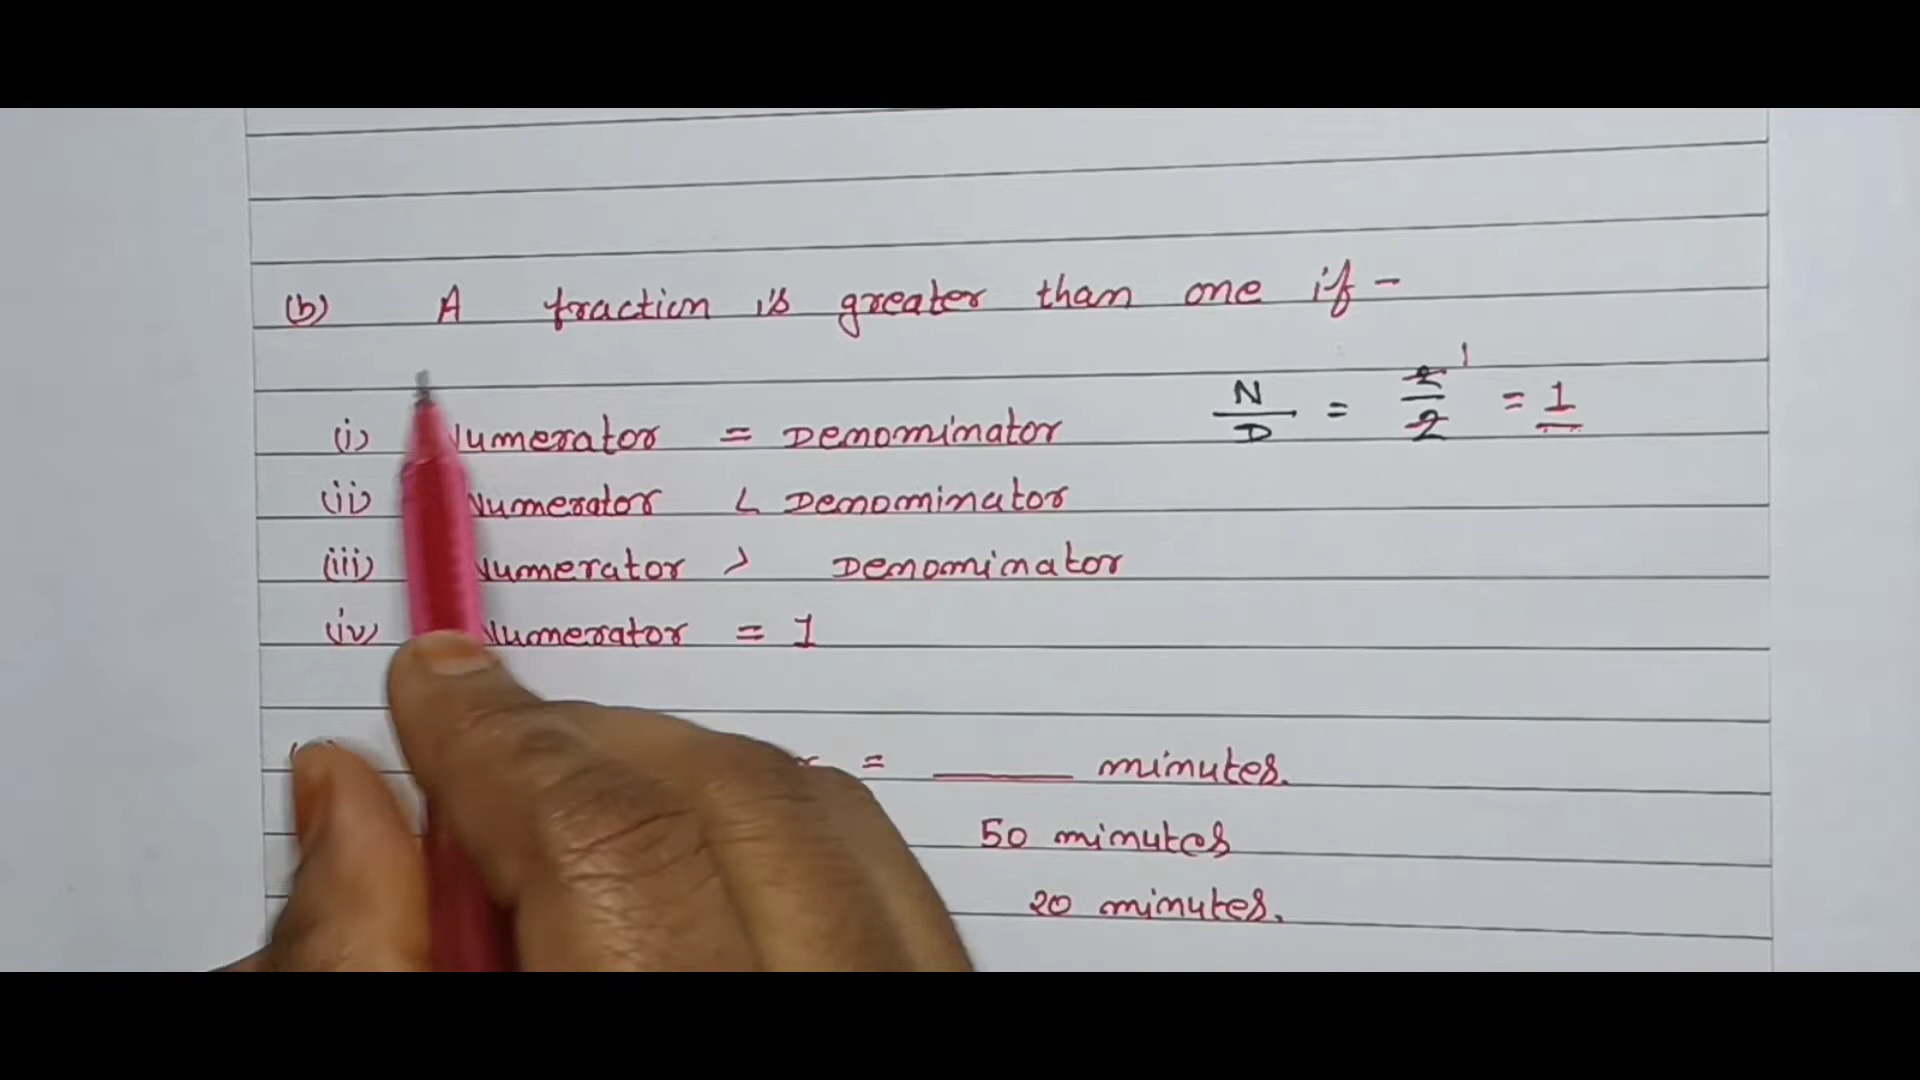 (b) A fraction is greater than one if -
N/D = 2/2 1 = 1
(i) Numerator = Denominator
(ii) Numerator < Denominator
(iii) Numerator > Denominator
(iv) Numerator = 1
= ______ minutes.
50 minutes
20 minutes.